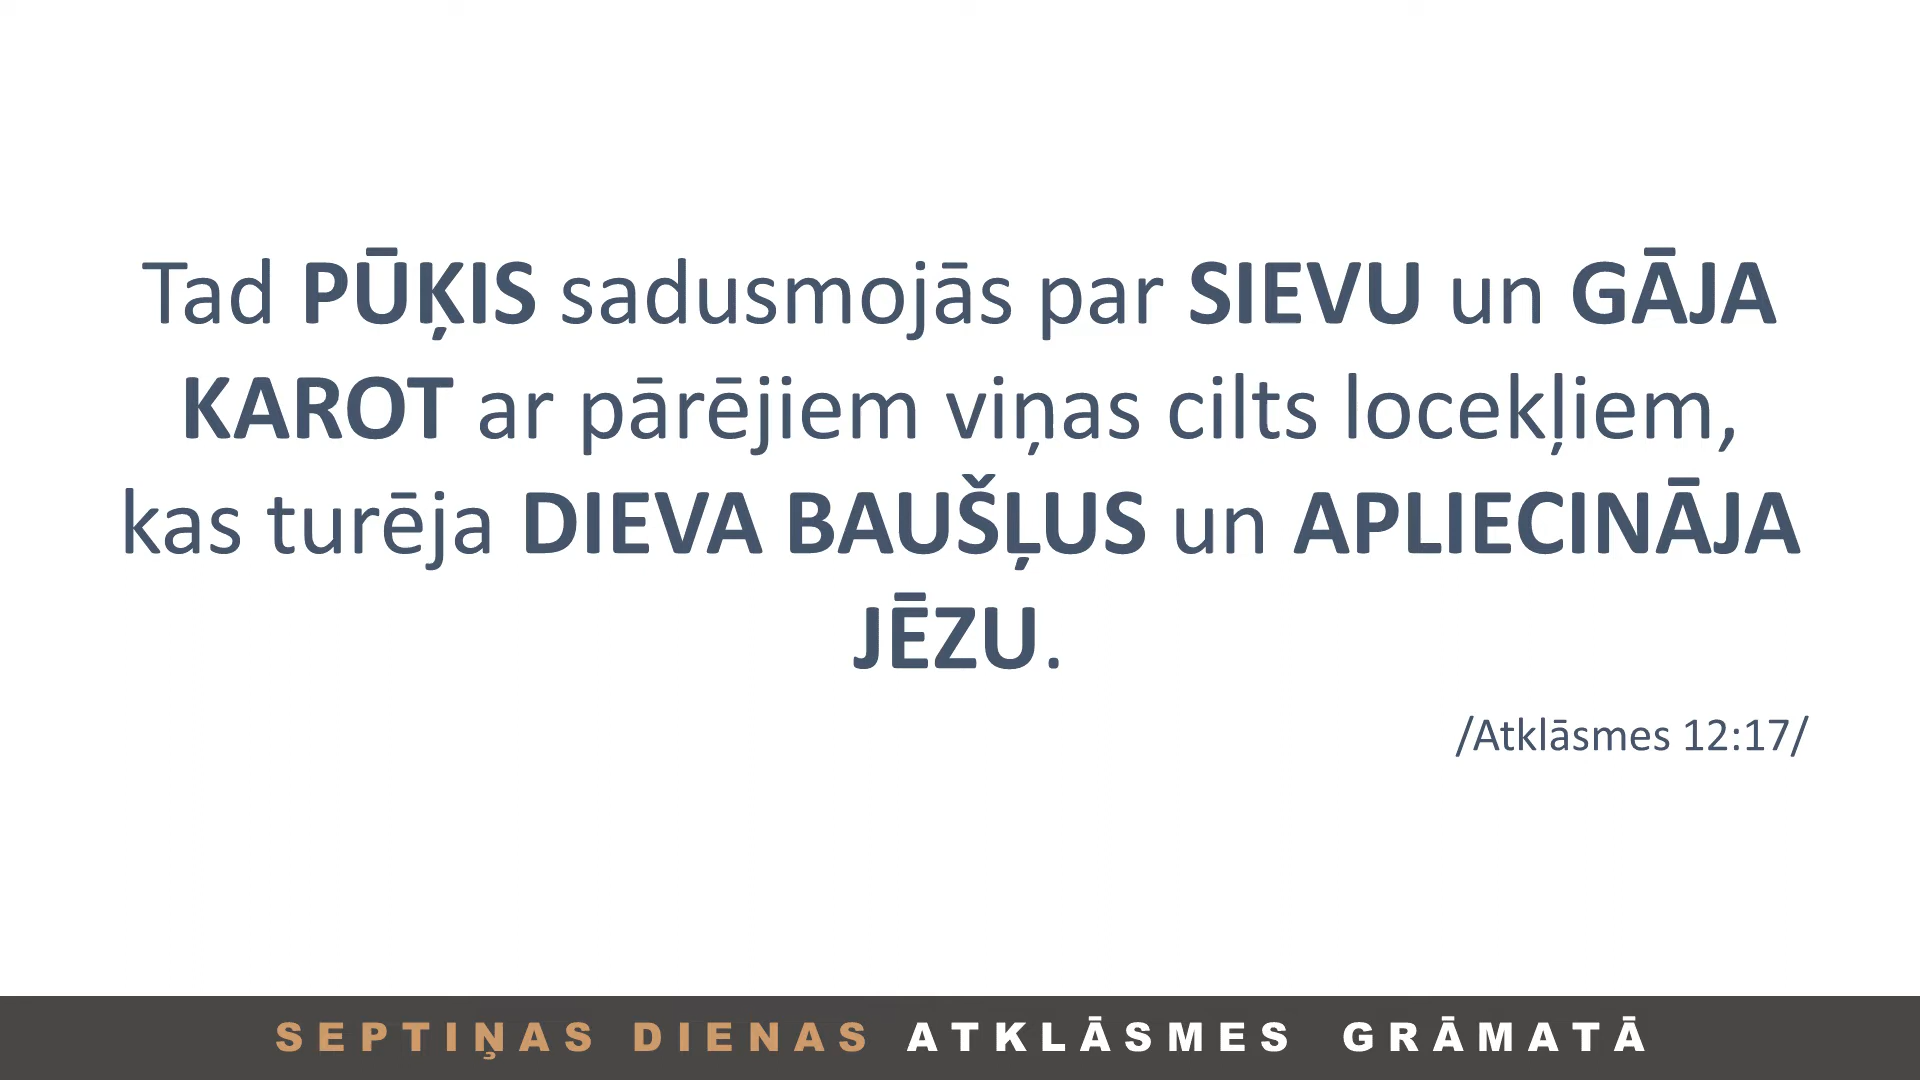 Tad PŪĶIS sadusmojās par SIEVU un GĀJA
KAROT ar pārējiem viņas cilts locekļiem,
kas turēja DIEVA BAUŠĻUS un APLIECINĀJA
JĒZU.
/Atklāsmes 12:17/
SEPTIŅAS DIENAS ATKLĀSMES GRĀMATĀ